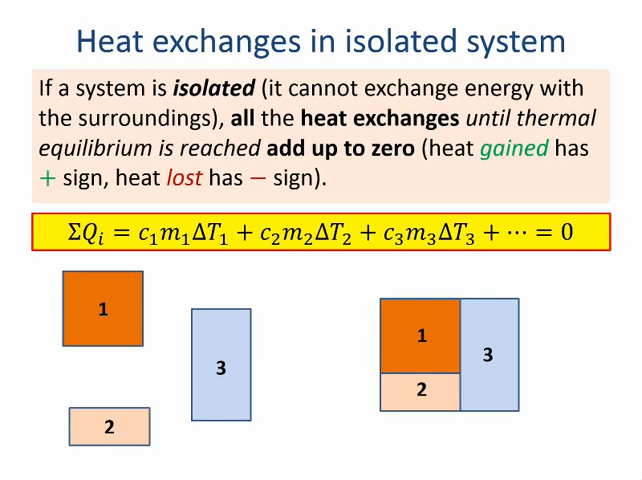 Heat exchanges in isolated system
If a system is isolated (it cannot exchange energy with
the surroundings), all the heat exchanges until thermal
equilibrium is reached add up to zero (heat gained has
+ sign, heat lost has − sign).
Σ𝑄ᵢ = 𝑐₁𝑚₁Δ𝑇₁ + 𝑐₂𝑚₂Δ𝑇₂ + 𝑐₃𝑚₃Δ𝑇₃ + ⋯ = 0
1
3
2
1
3
2